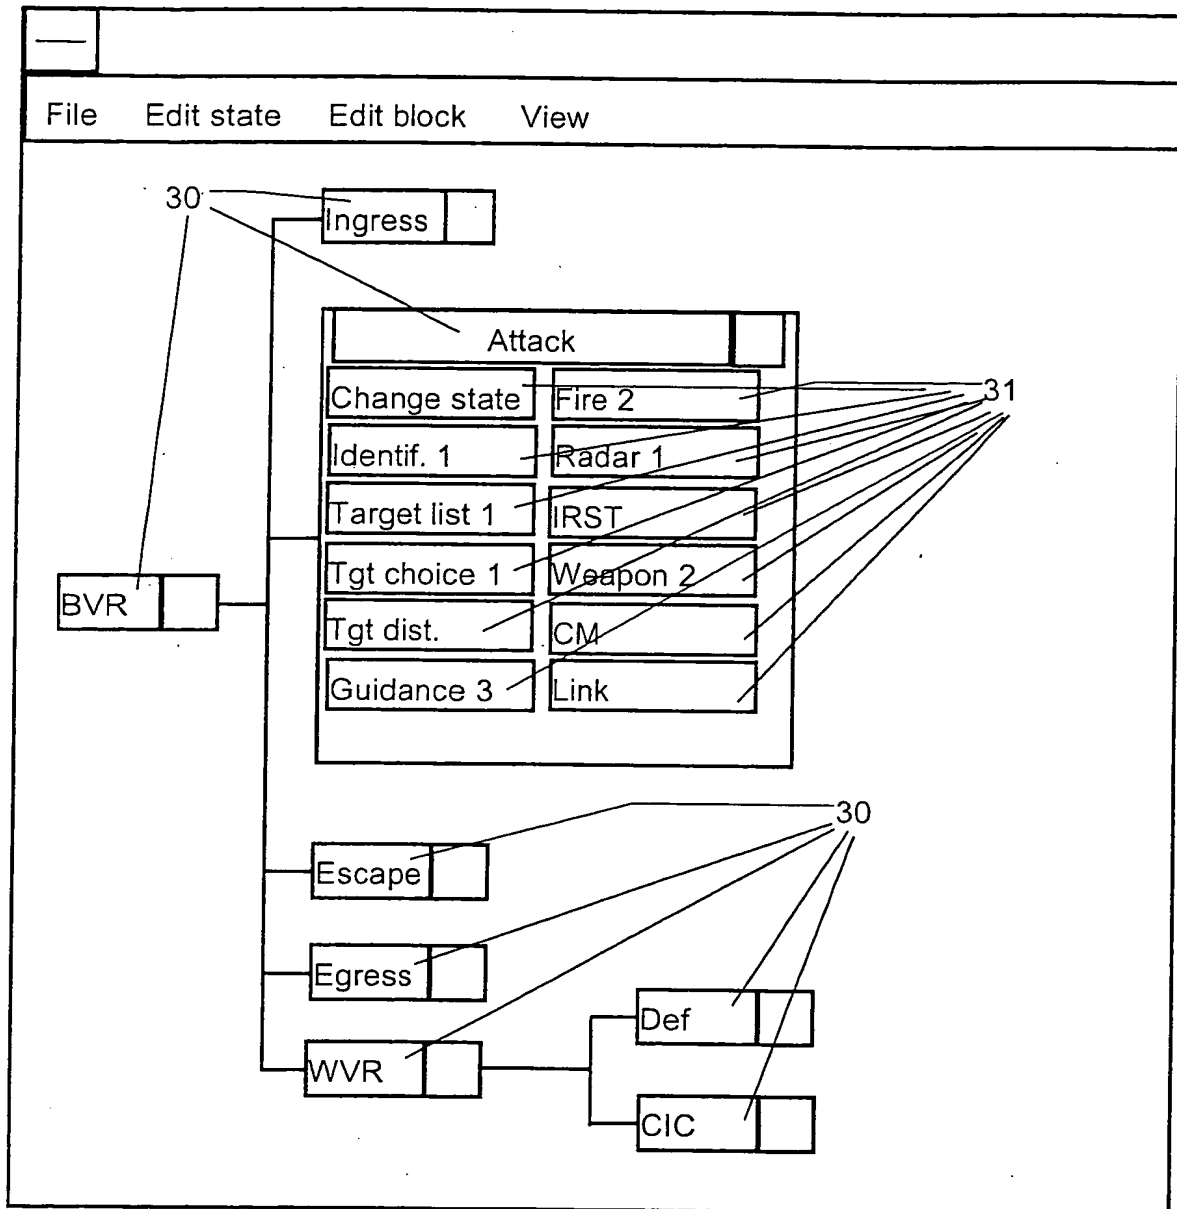 File Edit state Edit block View
30
Ingress
Attack
Change state Fire 2
31
Identif. 1 Radar 1
Target list 1 IRST
Tgt choice 1 Weapon 2
BVR
Tgt dist. CM
Guidance 3 Link
30
Escape
Egress
Def
WVR
CIC